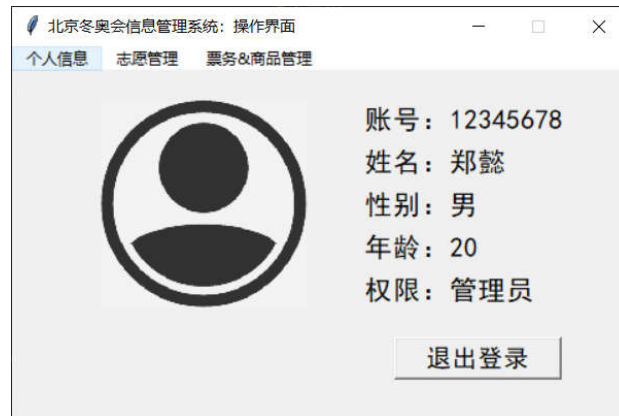 北京冬奥会信息管理系统：操作界面
个人信息 志愿管理 票务&商品管理
账号：12345678
姓名：郑懿
性别：男
年龄：20
权限：管理员
退出登录